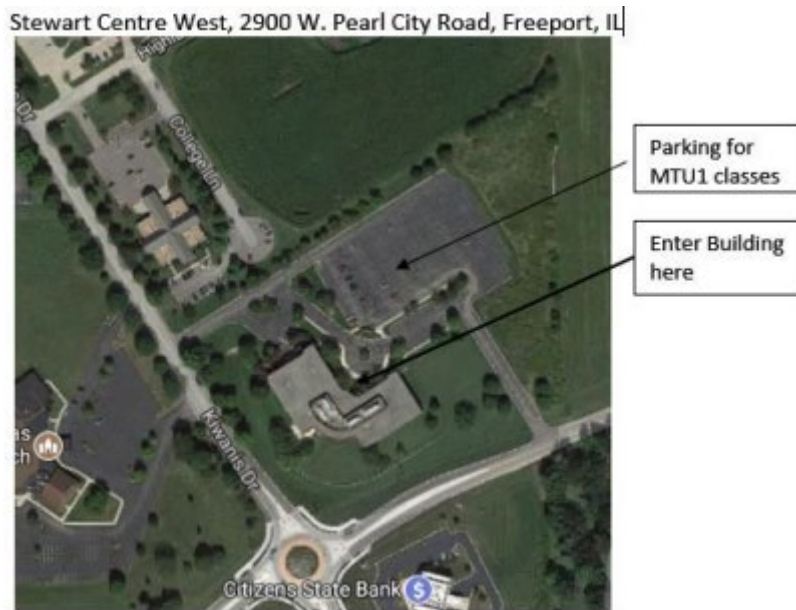 Stewart Centre West, 2900 W. Pearl City Road, Freeport, IL
Parking for
MTU1 classes
Enter Building
here
College Ln
Kiwanis Dr
Citizens State Bank
$